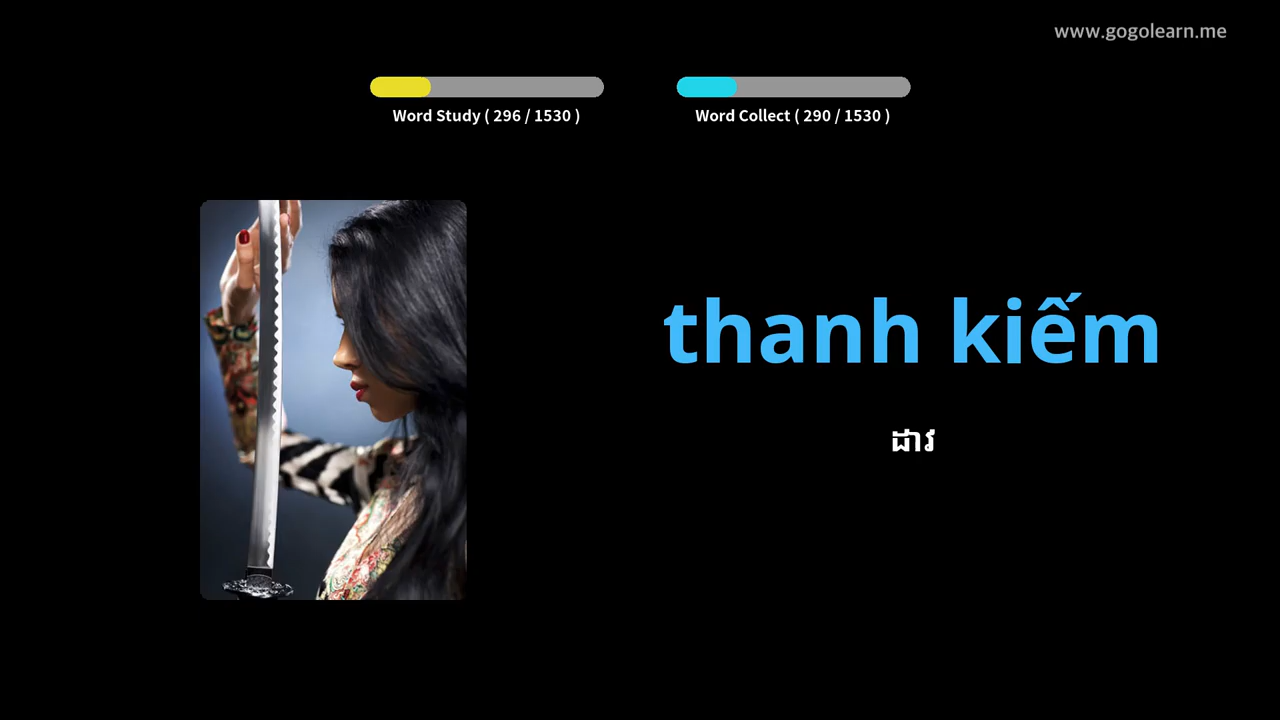 www.gogolearn.me
Word Study ( 296 / 1530 )
Word Collect ( 290 / 1530 )
thanh kiếm
ដាវ